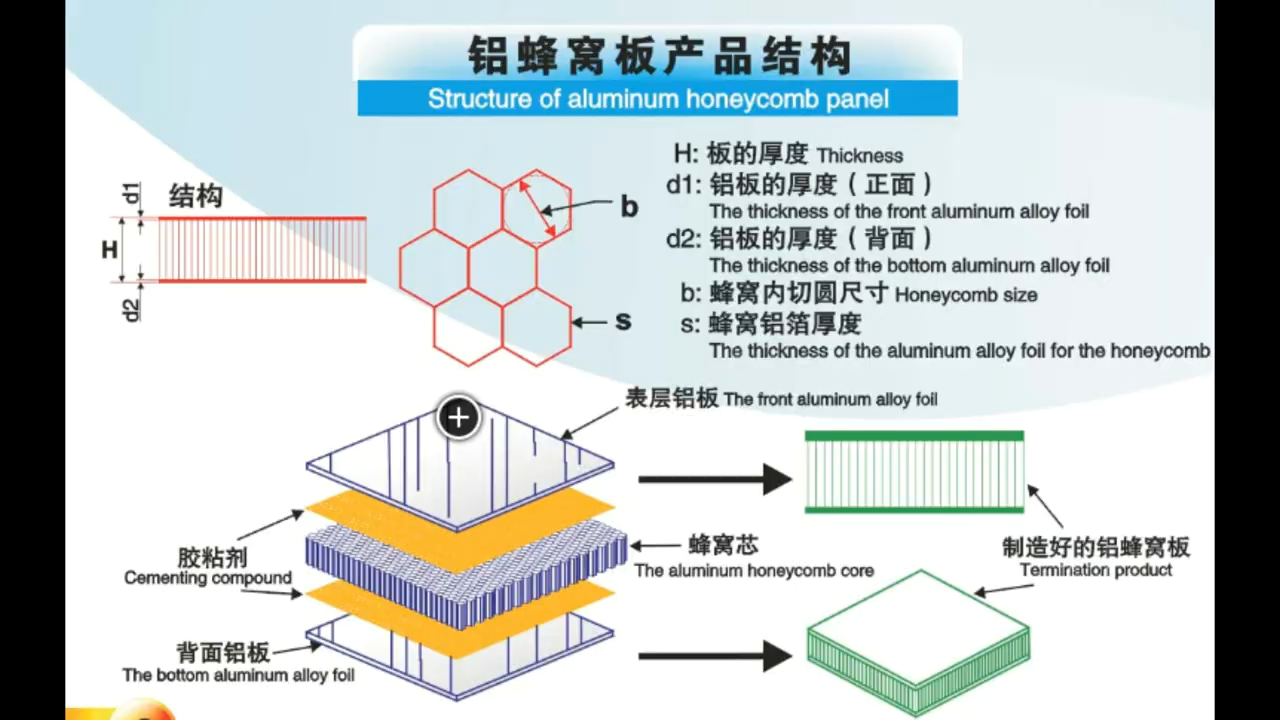 铝蜂窝板产品结构
Structure of aluminum honeycomb panel
d1
结构
H
d2
b
s
H: 板的厚度 Thickness
d1: 铝板的厚度（正面）
The thickness of the front aluminum alloy foil
d2: 铝板的厚度（背面）
The thickness of the bottom aluminum alloy foil
b: 蜂窝内切圆尺寸 Honeycomb size
s: 蜂窝铝箔厚度
The thickness of the aluminum alloy foil for the honeycomb
表层铝板 The front aluminum alloy foil
胶粘剂
Cementing compound
蜂窝芯
The aluminum honeycomb core
制造好的铝蜂窝板
Termination product
背面铝板
The bottom aluminum alloy foil